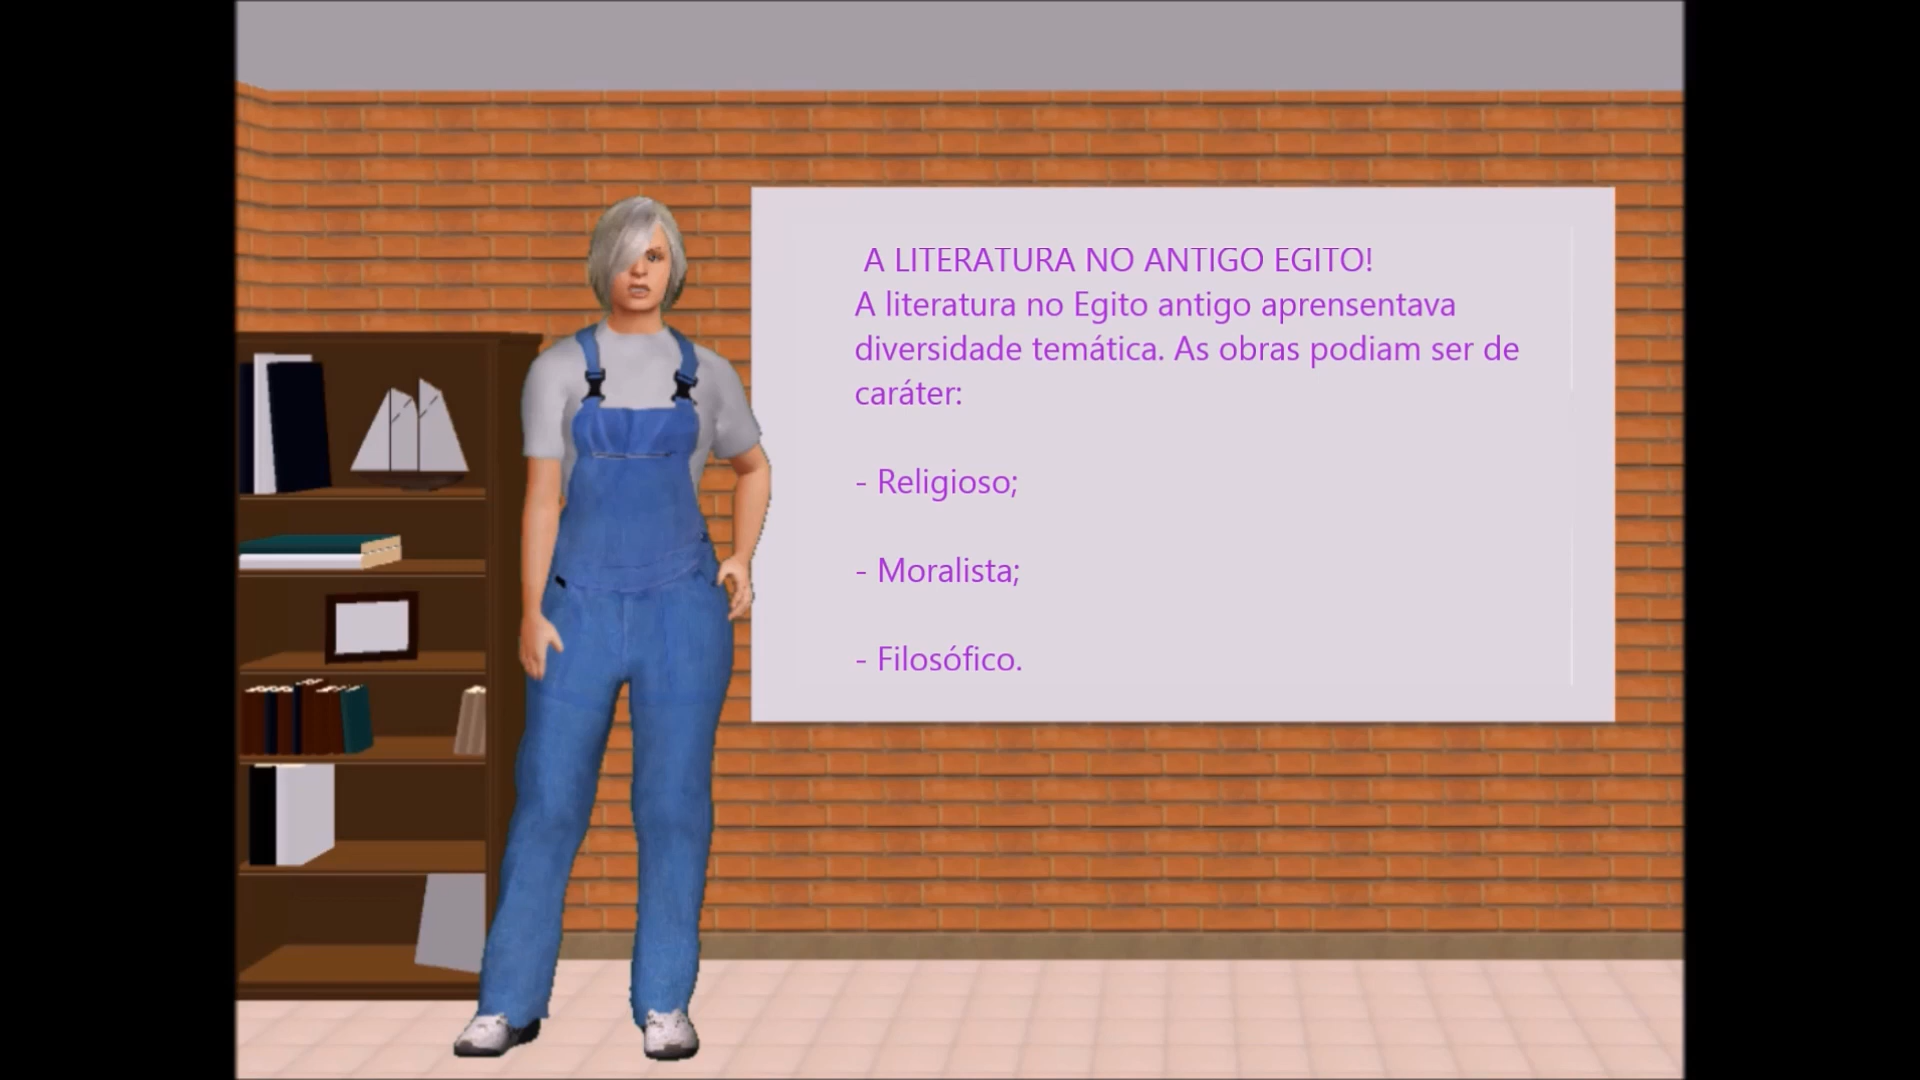 A LITERATURA NO ANTIGO EGITO!
A literatura no Egito antigo aprensentava
diversidade temática. As obras podiam ser de
caráter:
- Religioso;
- Moralista;
- Filosófico.